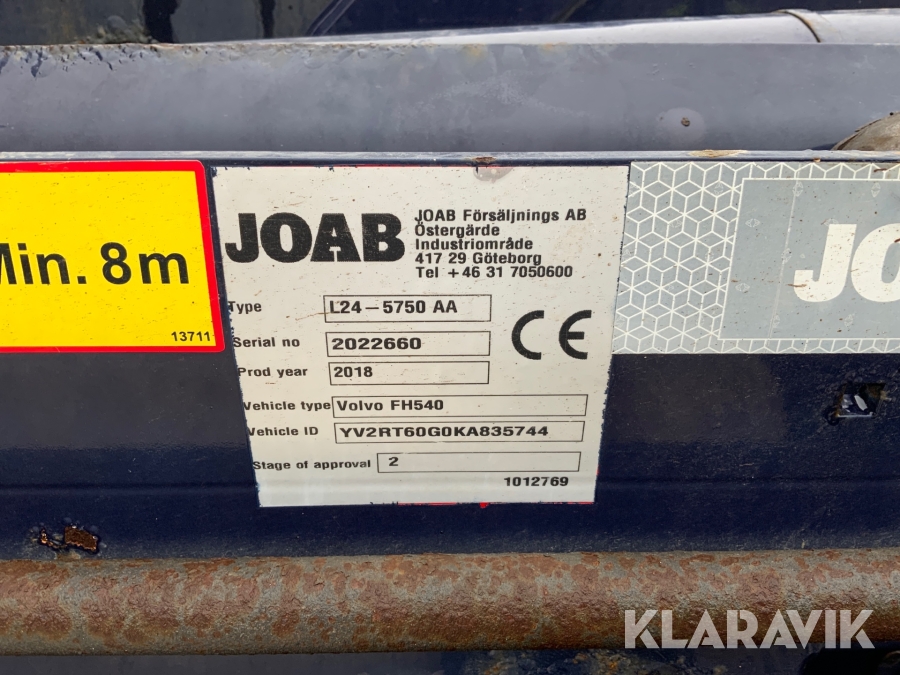 Min. 8m
13711
JOAB
JOAB Försäljnings AB
Östergärde
Industriområde
417 29 Göteborg
Tel +46 31 7050600
Type L24-5750 AA
Serial no 2022660
Prod year 2018
CE
Vehicle type Volvo FH540
Vehicle ID YV2RT60G0KA835744
Stage of approval 2
1012769
JO
KLARAVIK